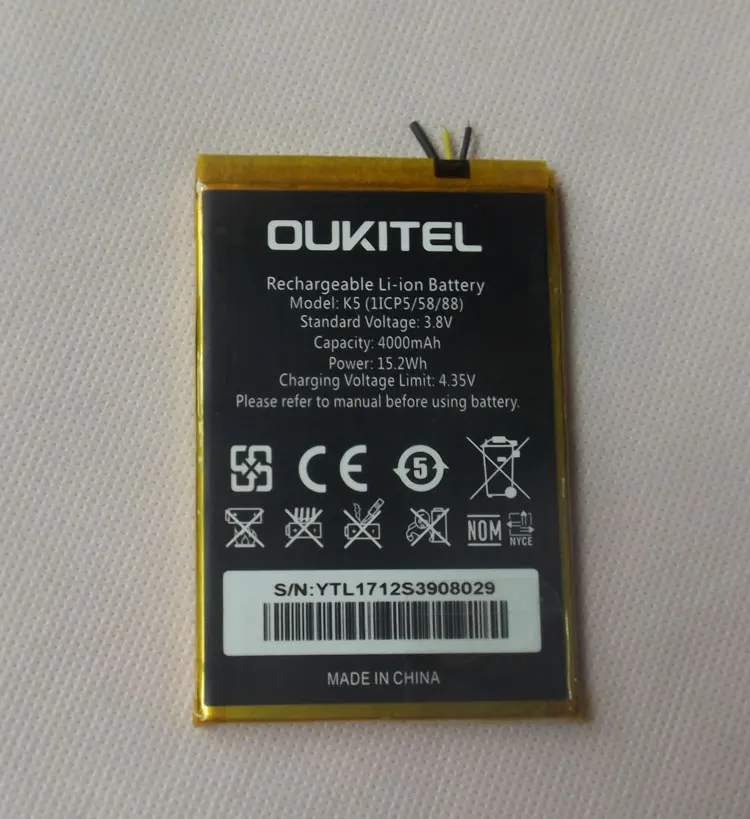 OUKITEL
Rechargeable Li-ion Battery
Model: K5 (1ICP5/58/88)
Standard Voltage: 3.8V
Capacity: 4000mAh
Power: 15.2Wh
Charging Voltage Limit: 4.35V
Please refer to manual before using battery.
CE 5
NOM NYCE
S/N:YTL1712S3908029
MADE IN CHINA